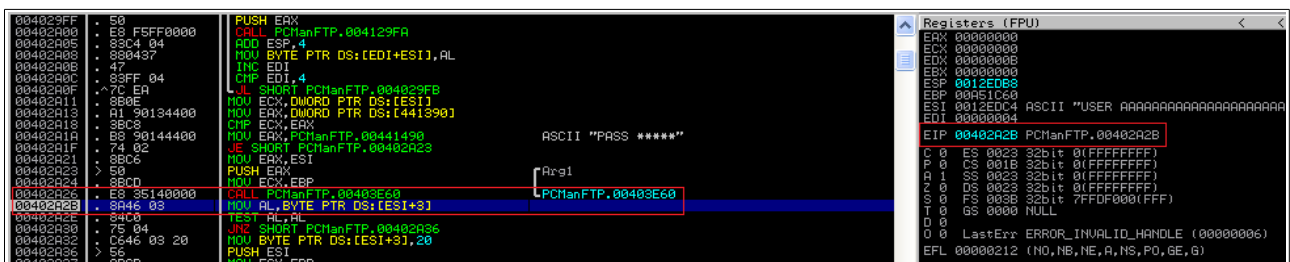 004029FF . 50 PUSH EAX
00402A00 . E8 F5FF0000 CALL PCManFTP.004129FA
00402A05 . 83C4 04 ADD ESP,4
00402A08 . 880437 MOV BYTE PTR DS:[EDI+ESI],AL
00402A0B . 47 INC EDI
00402A0C . 83FF 04 CMP EDI,4
00402A0F .^7C EA JL SHORT PCManFTP.004029FB
00402A11 . 8B0E MOV ECX,DWORD PTR DS:[ESI]
00402A13 . A1 90134400 MOV EAX,DWORD PTR DS:[441390]
00402A18 . 3BC8 CMP ECX,EAX
00402A1A . B8 90144400 MOV EAX,PCManFTP.00441490 ASCII "PASS *****"
00402A1F . 74 02 JE SHORT PCManFTP.00402A23
00402A21 . 8BC6 MOV EAX,ESI
00402A23 > 50 PUSH EAX Arg1
00402A24 . 8BCD MOV ECX,EBP
00402A26 . E8 35140000 CALL PCManFTP.00403E60 PCManFTP.00403E60
00402A2B . 8A46 03 MOV AL,BYTE PTR DS:[ESI+3]
00402A2E . 84C0 TEST AL,AL
00402A30 . 75 04 JNZ SHORT PCManFTP.00402A36
00402A32 . C646 03 20 MOV BYTE PTR DS:[ESI+3],20
00402A36 > 56 PUSH ESI
Registers (FPU) < <
EAX 00000000
ECX 00000000
EDX 0000000B
EBX 00000000
ESP 0012EDB8
EBP 00A51C60
ESI 0012EDC4 ASCII "USER AAAAAAAAAAAAAAAAAAAAA
EDI 00000004
EIP 00402A2B PCManFTP.00402A2B
C 0 ES 0023 32bit 0(FFFFFFFF)
P 0 CS 001B 32bit 0(FFFFFFFF)
A 1 SS 0023 32bit 0(FFFFFFFF)
Z 0 DS 0023 32bit 0(FFFFFFFF)
S 0 FS 003B 32bit 7FFDF000(FFF)
T 0 GS 0000 NULL
D 0
O 0 LastErr ERROR_INVALID_HANDLE (00000006)
EFL 00000212 (NO,NB,NE,A,NS,PO,GE,G)